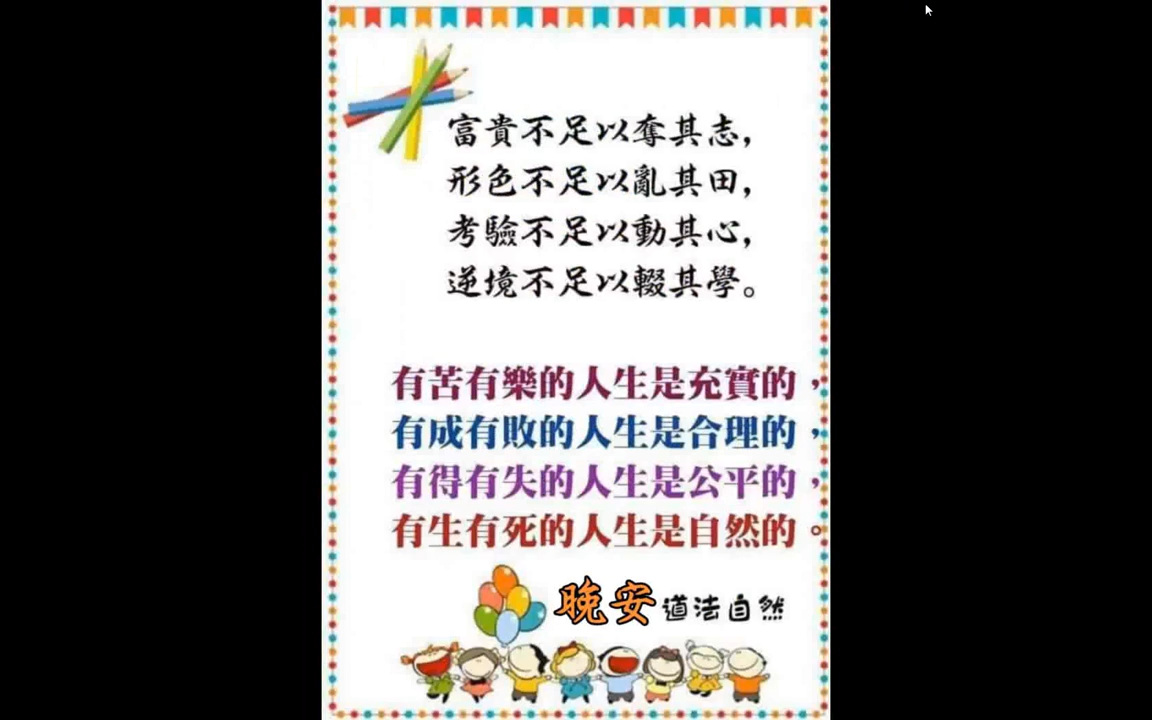 富貴不足以奪其志,
形色不足以亂其田,
考驗不足以動其心,
逆境不足以輟其學。
有苦有樂的人生是充實的，
有成有敗的人生是合理的，
有得有失的人生是公平的，
有生有死的人生是自然的。
晚安 道法自然